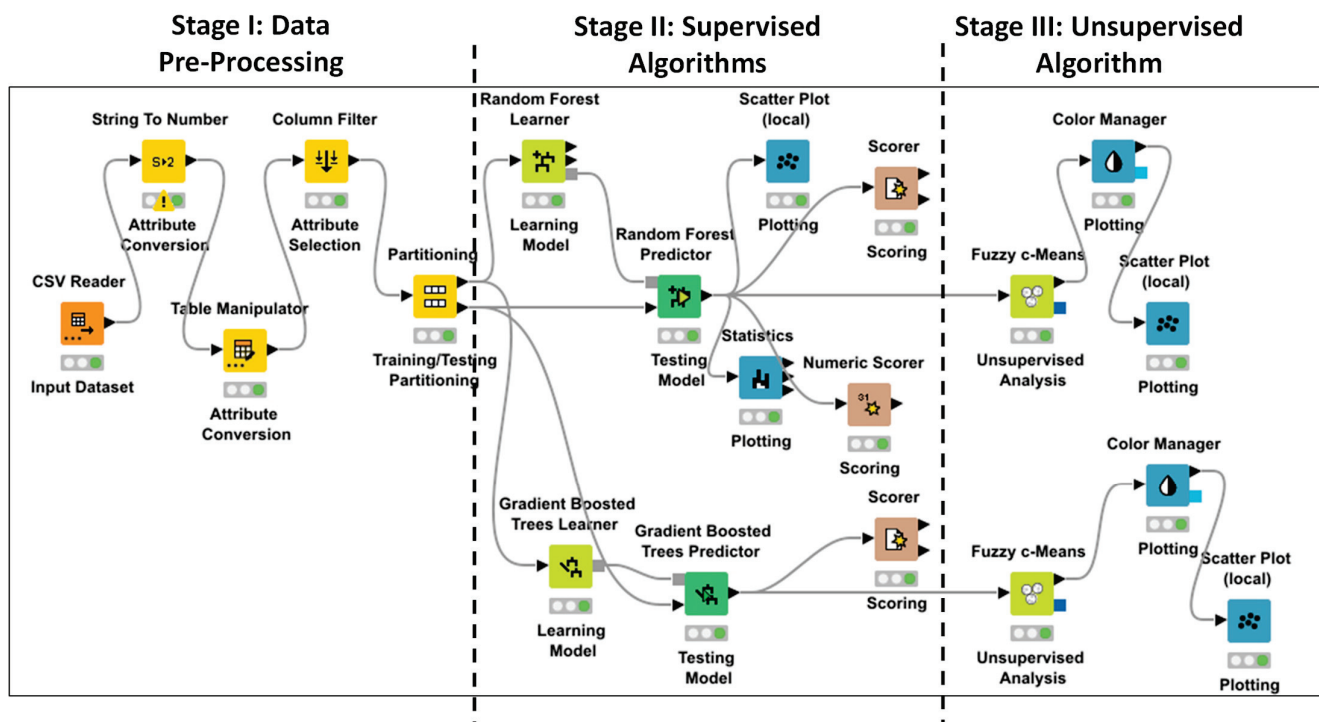 Stage I: Data
Pre-Processing
Stage II: Supervised
Algorithms
Stage III: Unsupervised
Algorithm
String To Number
S▸2
Attribute
Conversion
Column Filter
Attribute
Selection
CSV Reader
Input Dataset
Table Manipulator
Attribute
Conversion
Partitioning
Training/Testing
Partitioning
Random Forest
Learner
Learning
Model
Random Forest
Predictor
Testing
Model
Scatter Plot
(local)
Plotting
Scorer
Scoring
Statistics
Plotting
Numeric Scorer
31
Scoring
Gradient Boosted
Trees Learner
Learning
Model
Gradient Boosted
Trees Predictor
Testing
Model
Scorer
Scoring
Fuzzy c-Means
Unsupervised
Analysis
Color Manager
Plotting
Scatter Plot
(local)
Plotting
Fuzzy c-Means
Unsupervised
Analysis
Color Manager
Plotting
Scatter Plot
(local)
Plotting